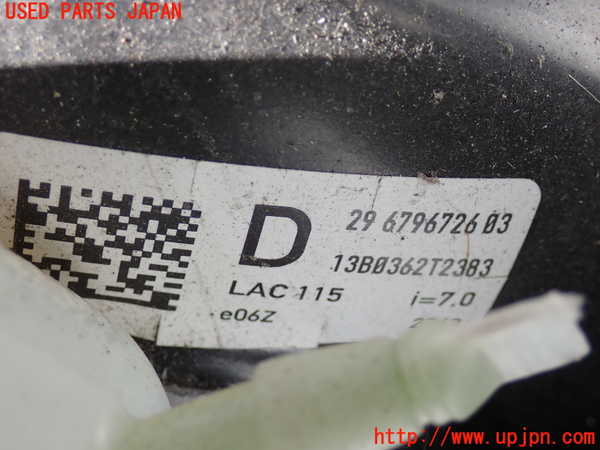 USED PARTS JAPAN
D
29 6796726 03
13B0362T2383
LAC 115
i=7.0
e06Z
http://www.upjpn.com/